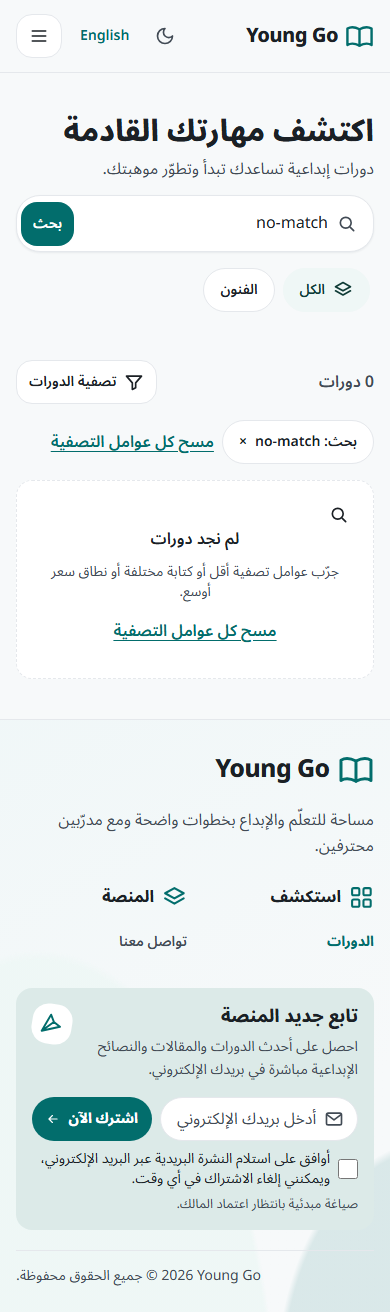 Young Go
English
اكتشف مهارتك القادمة
دورات إبداعية تساعدك تبدأ وتطوّر موهبتك.
no-match
بحث
الكل
الفنون
0 دورات
تصفية الدورات
بحث: no-match ×
مسح كل عوامل التصفية
لم نجد دورات
جرّب عوامل تصفية أقل أو كتابة مختلفة أو نطاق سعر
أوسع.
مسح كل عوامل التصفية
Young Go
مساحة للتعلّم والإبداع بخطوات واضحة ومع مدرّبين
محترفين.
استكشف
المنصة
الدورات
تواصل معنا
تابع جديد المنصة
احصل على أحدث الدورات والمقالات والنصائح
الإبداعية مباشرة في بريدك الإلكتروني.
أدخل بريدك الإلكتروني
اشترك الآن ←
أوافق على استلام النشرة البريدية عبر البريد الإلكتروني،
ويمكنني إلغاء الاشتراك في أي وقت.
صياغة مبدئية بانتظار اعتماد المالك.
Young Go 2026 © جميع الحقوق محفوظة.